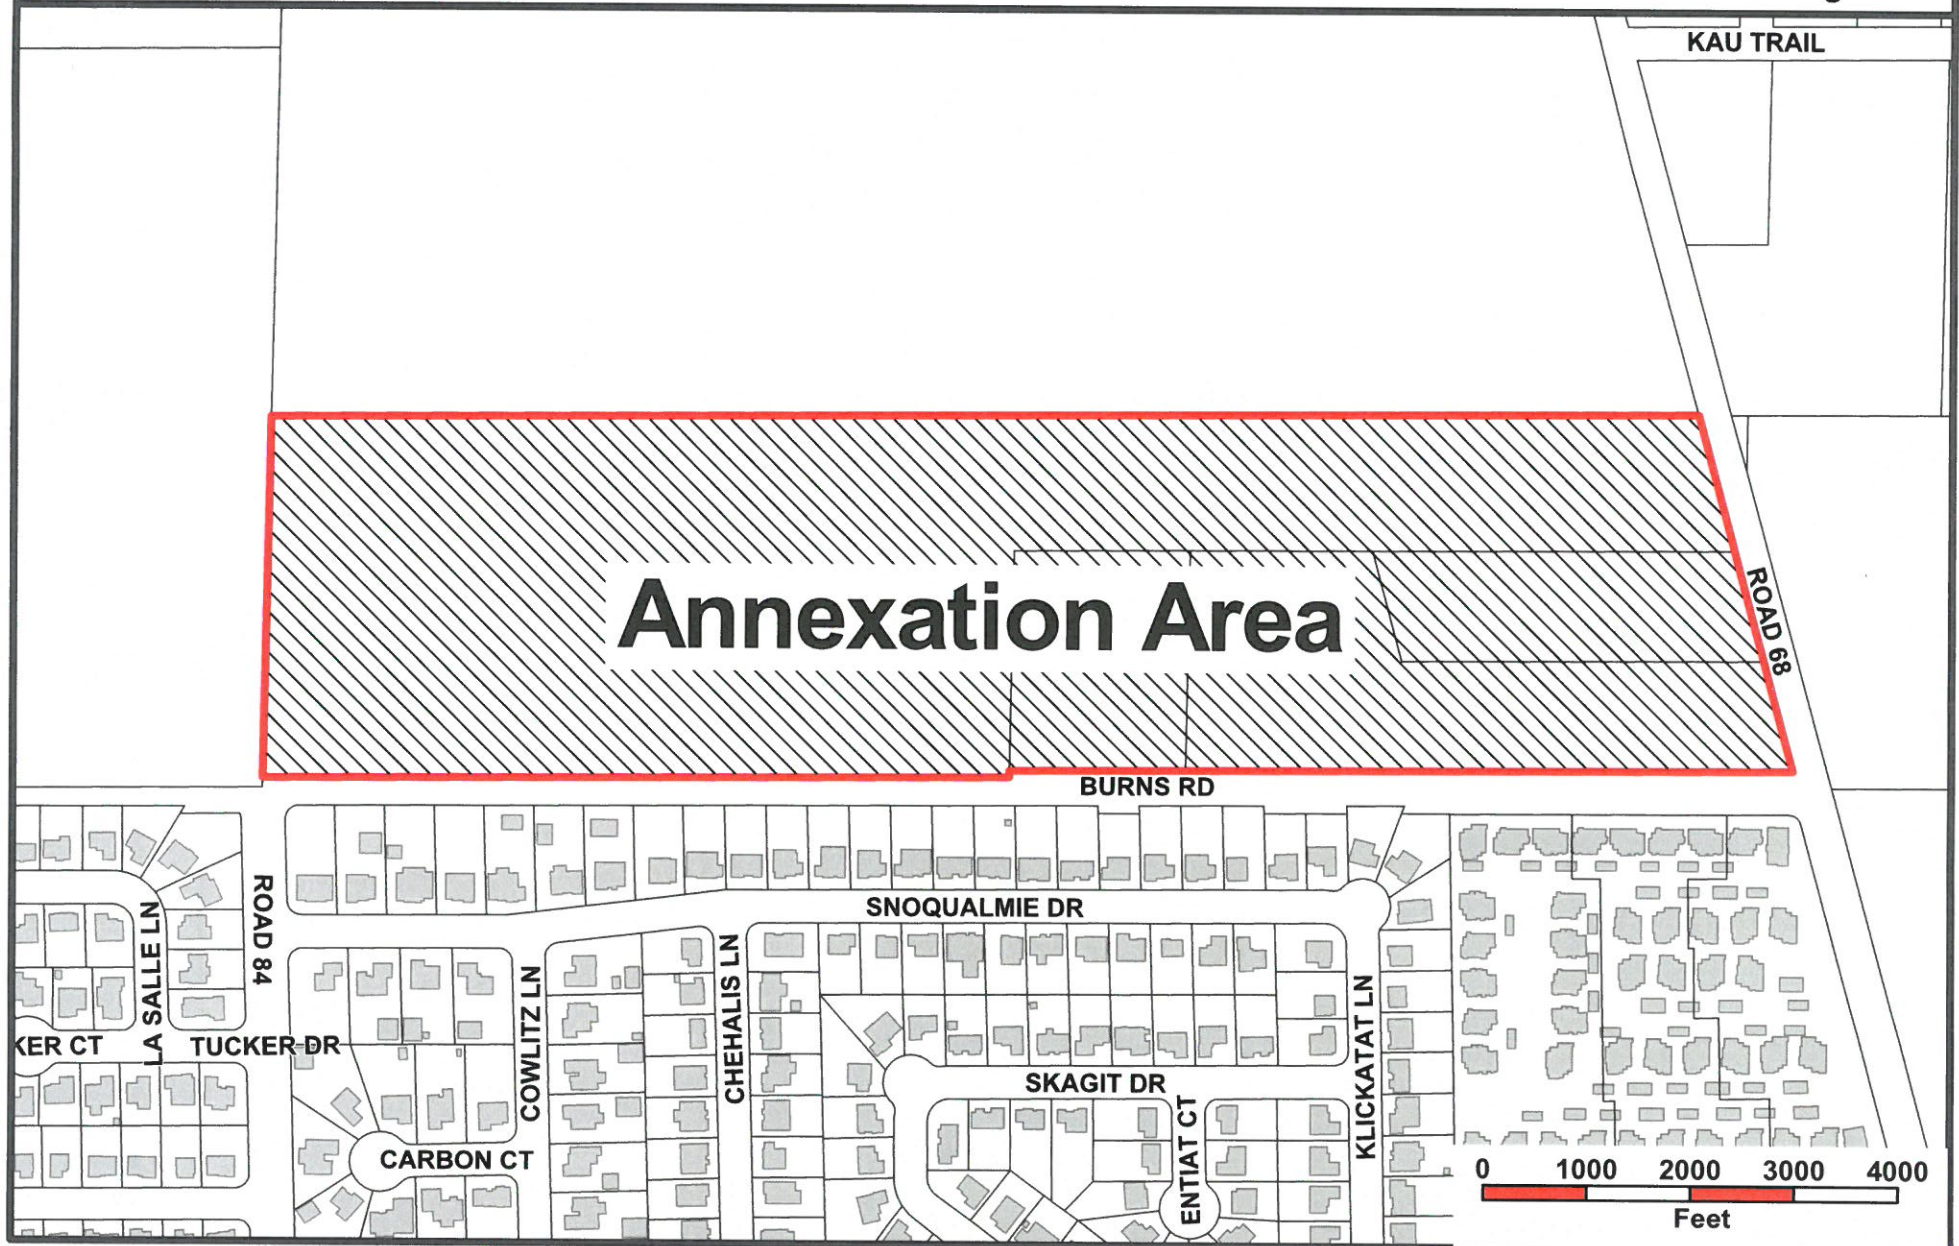 KAU TRAIL
Annexation Area
ROAD 68
BURNS RD
SNOQUALMIE DR
ROAD 84
LA SALLE LN
KER CT
TUCKER DR
COWLITZ LN
CHEHALIS LN
KLICKATAT LN
SKAGIT DR
ENTIAT CT
CARBON CT
0 1000 2000 3000 4000
Feet